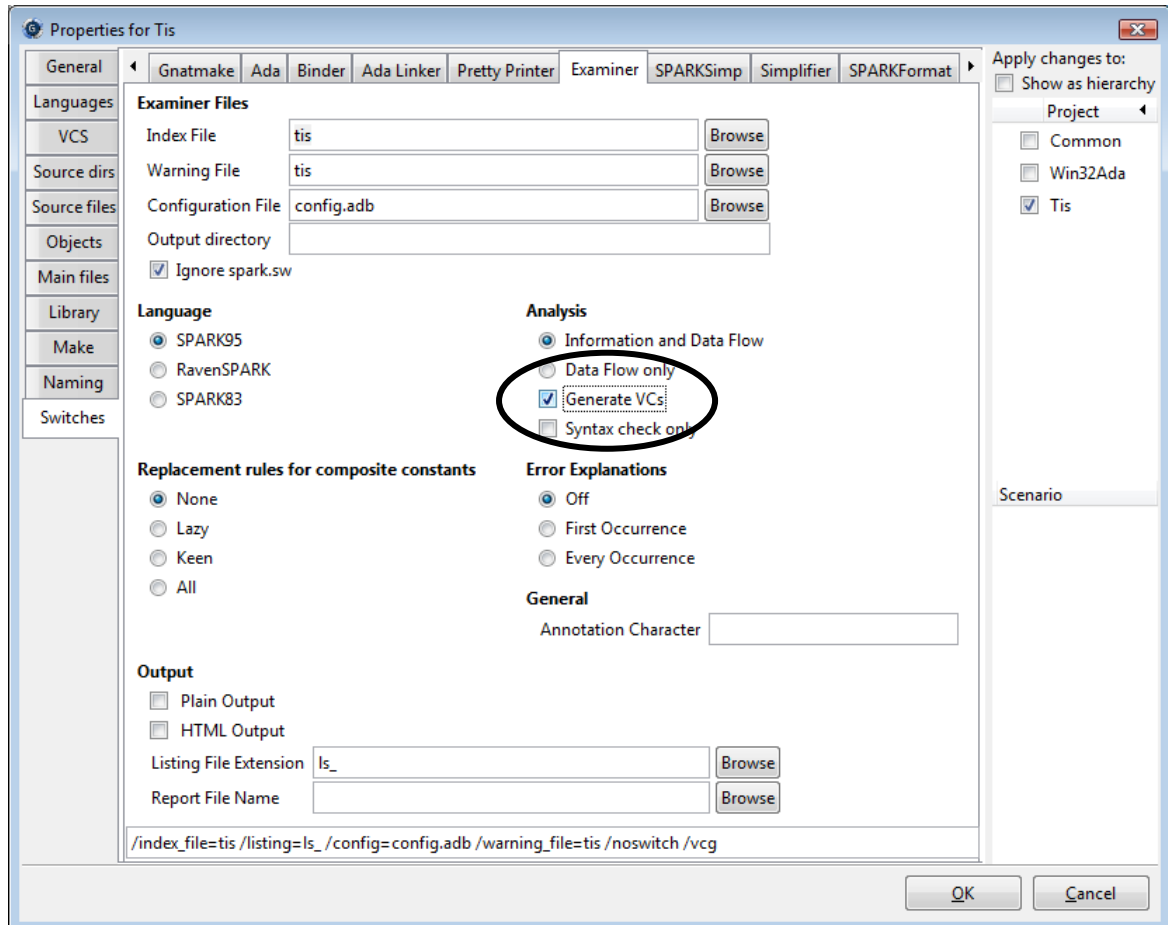 Properties for Tis
General
Languages
VCS
Source dirs
Source files
Objects
Main files
Library
Make
Naming
Switches
Gnatmake Ada Binder Ada Linker Pretty Printer Examiner SPARKSimp Simplifier SPARKFormat
Examiner Files
Index File tis Browse
Warning File tis Browse
Configuration File config.adb Browse
Output directory
Ignore spark.sw
Language
SPARK95
RavenSPARK
SPARK83
Analysis
Information and Data Flow
Data Flow only
Generate VCs
Syntax check only
Replacement rules for composite constants
None
Lazy
Keen
All
Error Explanations
Off
First Occurrence
Every Occurrence
General
Annotation Character
Output
Plain Output
HTML Output
Listing File Extension ls_ Browse
Report File Name Browse
/index_file=tis /listing=ls_ /config=config.adb /warning_file=tis /noswitch /vcg
Apply changes to:
Show as hierarchy
Project
Common
Win32Ada
Tis
Scenario
OK Cancel